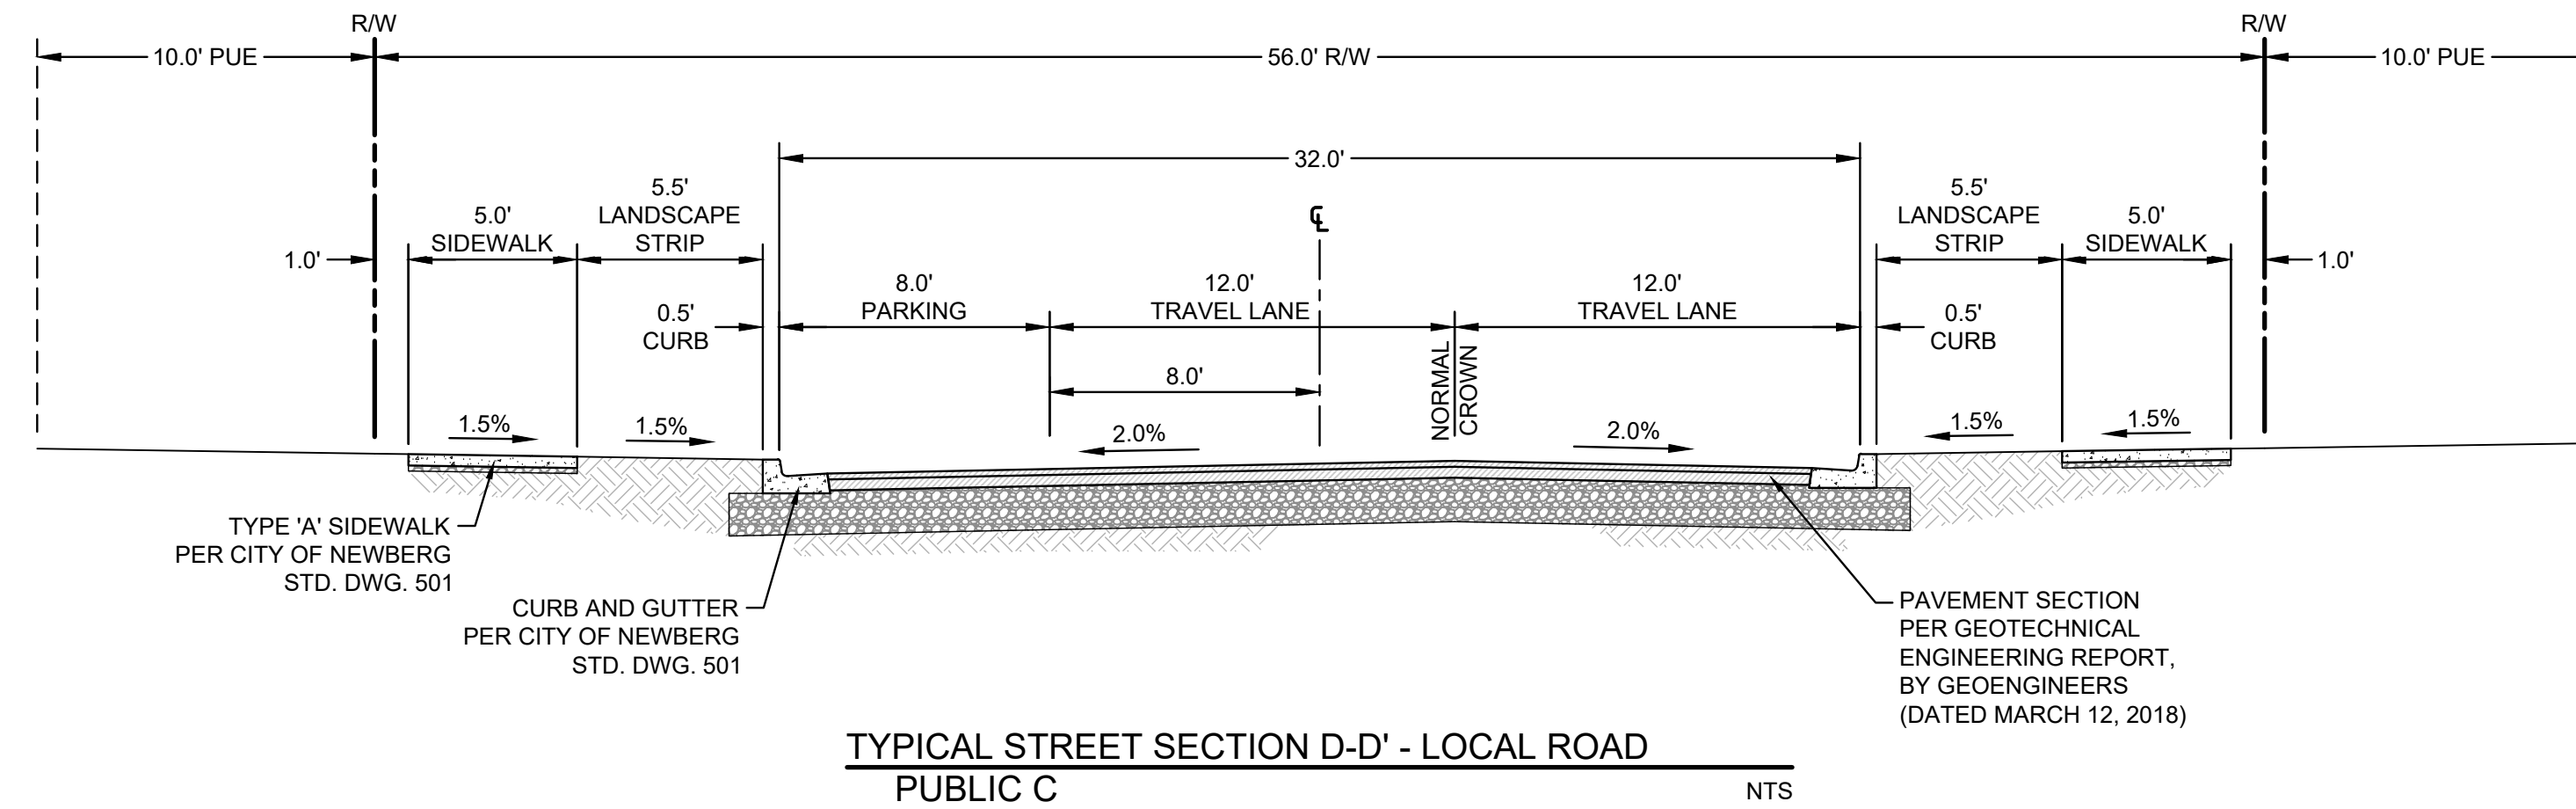 R/W
R/W
10.0' PUE
56.0' R/W
10.0' PUE
32.0'
5.5'
LANDSCAPE
STRIP
5.0'
SIDEWALK
1.0'
℄
5.5'
LANDSCAPE
STRIP
5.0'
SIDEWALK
1.0'
0.5'
CURB
8.0'
PARKING
12.0'
TRAVEL LANE
12.0'
TRAVEL LANE
0.5'
CURB
8.0'
NORMAL
CROWN
1.5%
1.5%
2.0%
2.0%
1.5%
1.5%
TYPE 'A' SIDEWALK
PER CITY OF NEWBERG
STD. DWG. 501
CURB AND GUTTER
PER CITY OF NEWBERG
STD. DWG. 501
PAVEMENT SECTION
PER GEOTECHNICAL
ENGINEERING REPORT,
BY GEOENGINEERS
(DATED MARCH 12, 2018)
TYPICAL STREET SECTION D-D' - LOCAL ROAD
PUBLIC C
NTS